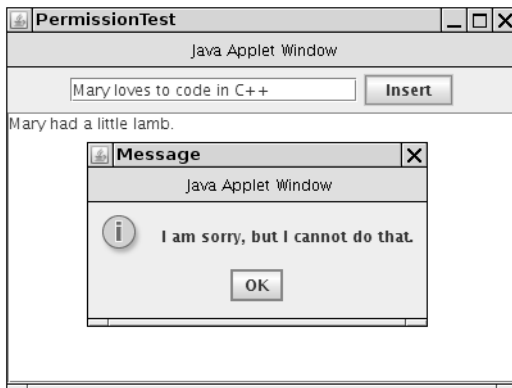 PermissionTest
Java Applet Window
Mary loves to code in C++ Insert
Mary had a little lamb.
Message
Java Applet Window
I am sorry, but I cannot do that.
OK